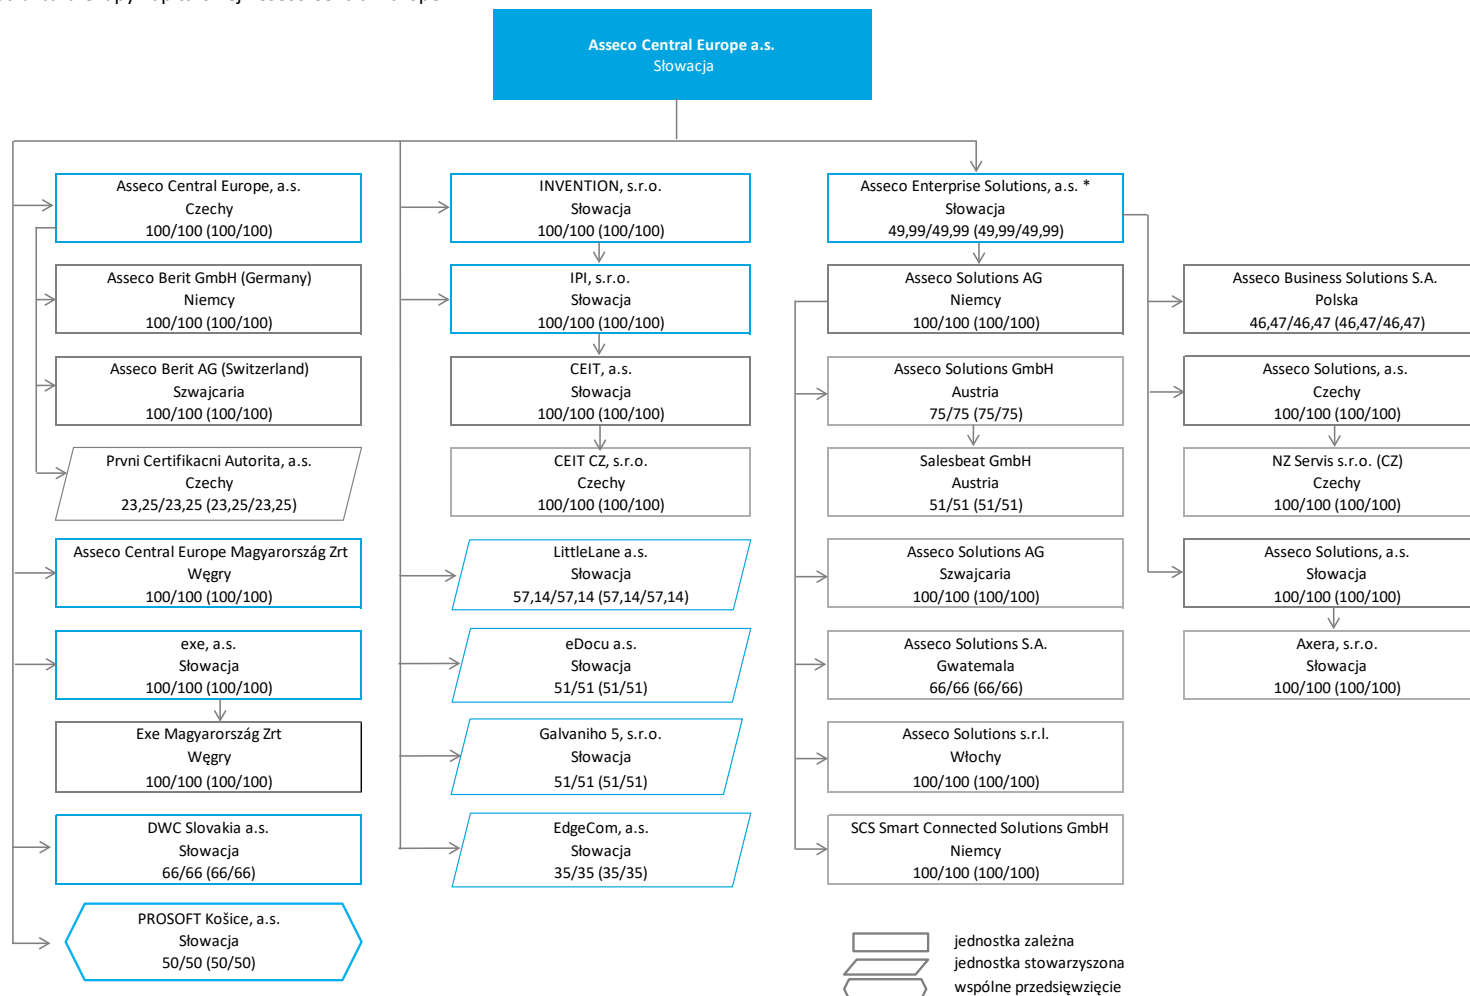 Asseco Central Europe a.s.
Słowacja
Asseco Central Europe, a.s.
Czechy
100/100 (100/100)
Asseco Berit GmbH (Germany)
Niemcy
100/100 (100/100)
Asseco Berit AG (Switzerland)
Szwajcaria
100/100 (100/100)
Prvni Certifikacni Autorita, a.s.
Czechy
23,25/23,25 (23,25/23,25)
Asseco Central Europe Magyarország Zrt
Węgry
100/100 (100/100)
exe, a.s.
Słowacja
100/100 (100/100)
Exe Magyarország Zrt
Węgry
100/100 (100/100)
DWC Slovakia a.s.
Słowacja
66/66 (66/66)
PROSOFT Košice, a.s.
Słowacja
50/50 (50/50)
INVENTION, s.r.o.
Słowacja
100/100 (100/100)
IPI, s.r.o.
Słowacja
100/100 (100/100)
CEIT, a.s.
Słowacja
100/100 (100/100)
CEIT CZ, s.r.o.
Czechy
100/100 (100/100)
LittleLane a.s.
Słowacja
57,14/57,14 (57,14/57,14)
eDocu a.s.
Słowacja
51/51 (51/51)
Galvaniho 5, s.r.o.
Słowacja
51/51 (51/51)
EdgeCom, a.s.
Słowacja
35/35 (35/35)
Asseco Enterprise Solutions, a.s. *
Słowacja
49,99/49,99 (49,99/49,99)
Asseco Solutions AG
Niemcy
100/100 (100/100)
Asseco Solutions GmbH
Austria
75/75 (75/75)
Salesbeat GmbH
Austria
51/51 (51/51)
Asseco Solutions AG
Szwajcaria
100/100 (100/100)
Asseco Solutions S.A.
Gwatemala
66/66 (66/66)
Asseco Solutions s.r.l.
Włochy
100/100 (100/100)
SCS Smart Connected Solutions GmbH
Niemcy
100/100 (100/100)
Asseco Business Solutions S.A.
Polska
46,47/46,47 (46,47/46,47)
Asseco Solutions, a.s.
Czechy
100/100 (100/100)
NZ Servis s.r.o. (CZ)
Czechy
100/100 (100/100)
Asseco Solutions, a.s.
Słowacja
100/100 (100/100)
Axera, s.r.o.
Słowacja
100/100 (100/100)
jednostka zależna
jednostka stowarzyszona
wspólne przedsięwzięcie